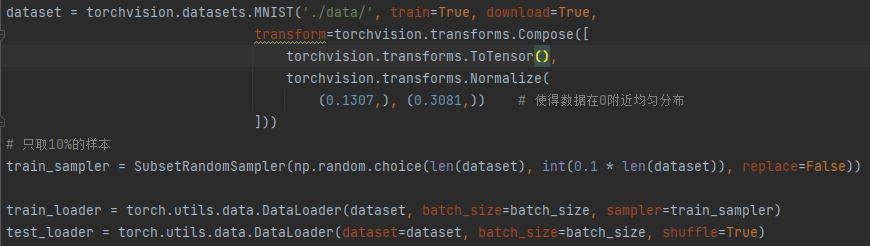 dataset = torchvision.datasets.MNIST('./data/', train=True, download=True,
transform=torchvision.transforms.Compose([
torchvision.transforms.ToTensor(),
torchvision.transforms.Normalize(
(0.1307,), (0.3081,)) # 使得数据在0附近均匀分布
]))
# 只取10%的样本
train_sampler = SubsetRandomSampler(np.random.choice(len(dataset), int(0.1 * len(dataset)), replace=False))
train_loader = torch.utils.data.DataLoader(dataset, batch_size=batch_size, sampler=train_sampler)
test_loader = torch.utils.data.DataLoader(dataset=dataset, batch_size=batch_size, shuffle=True)